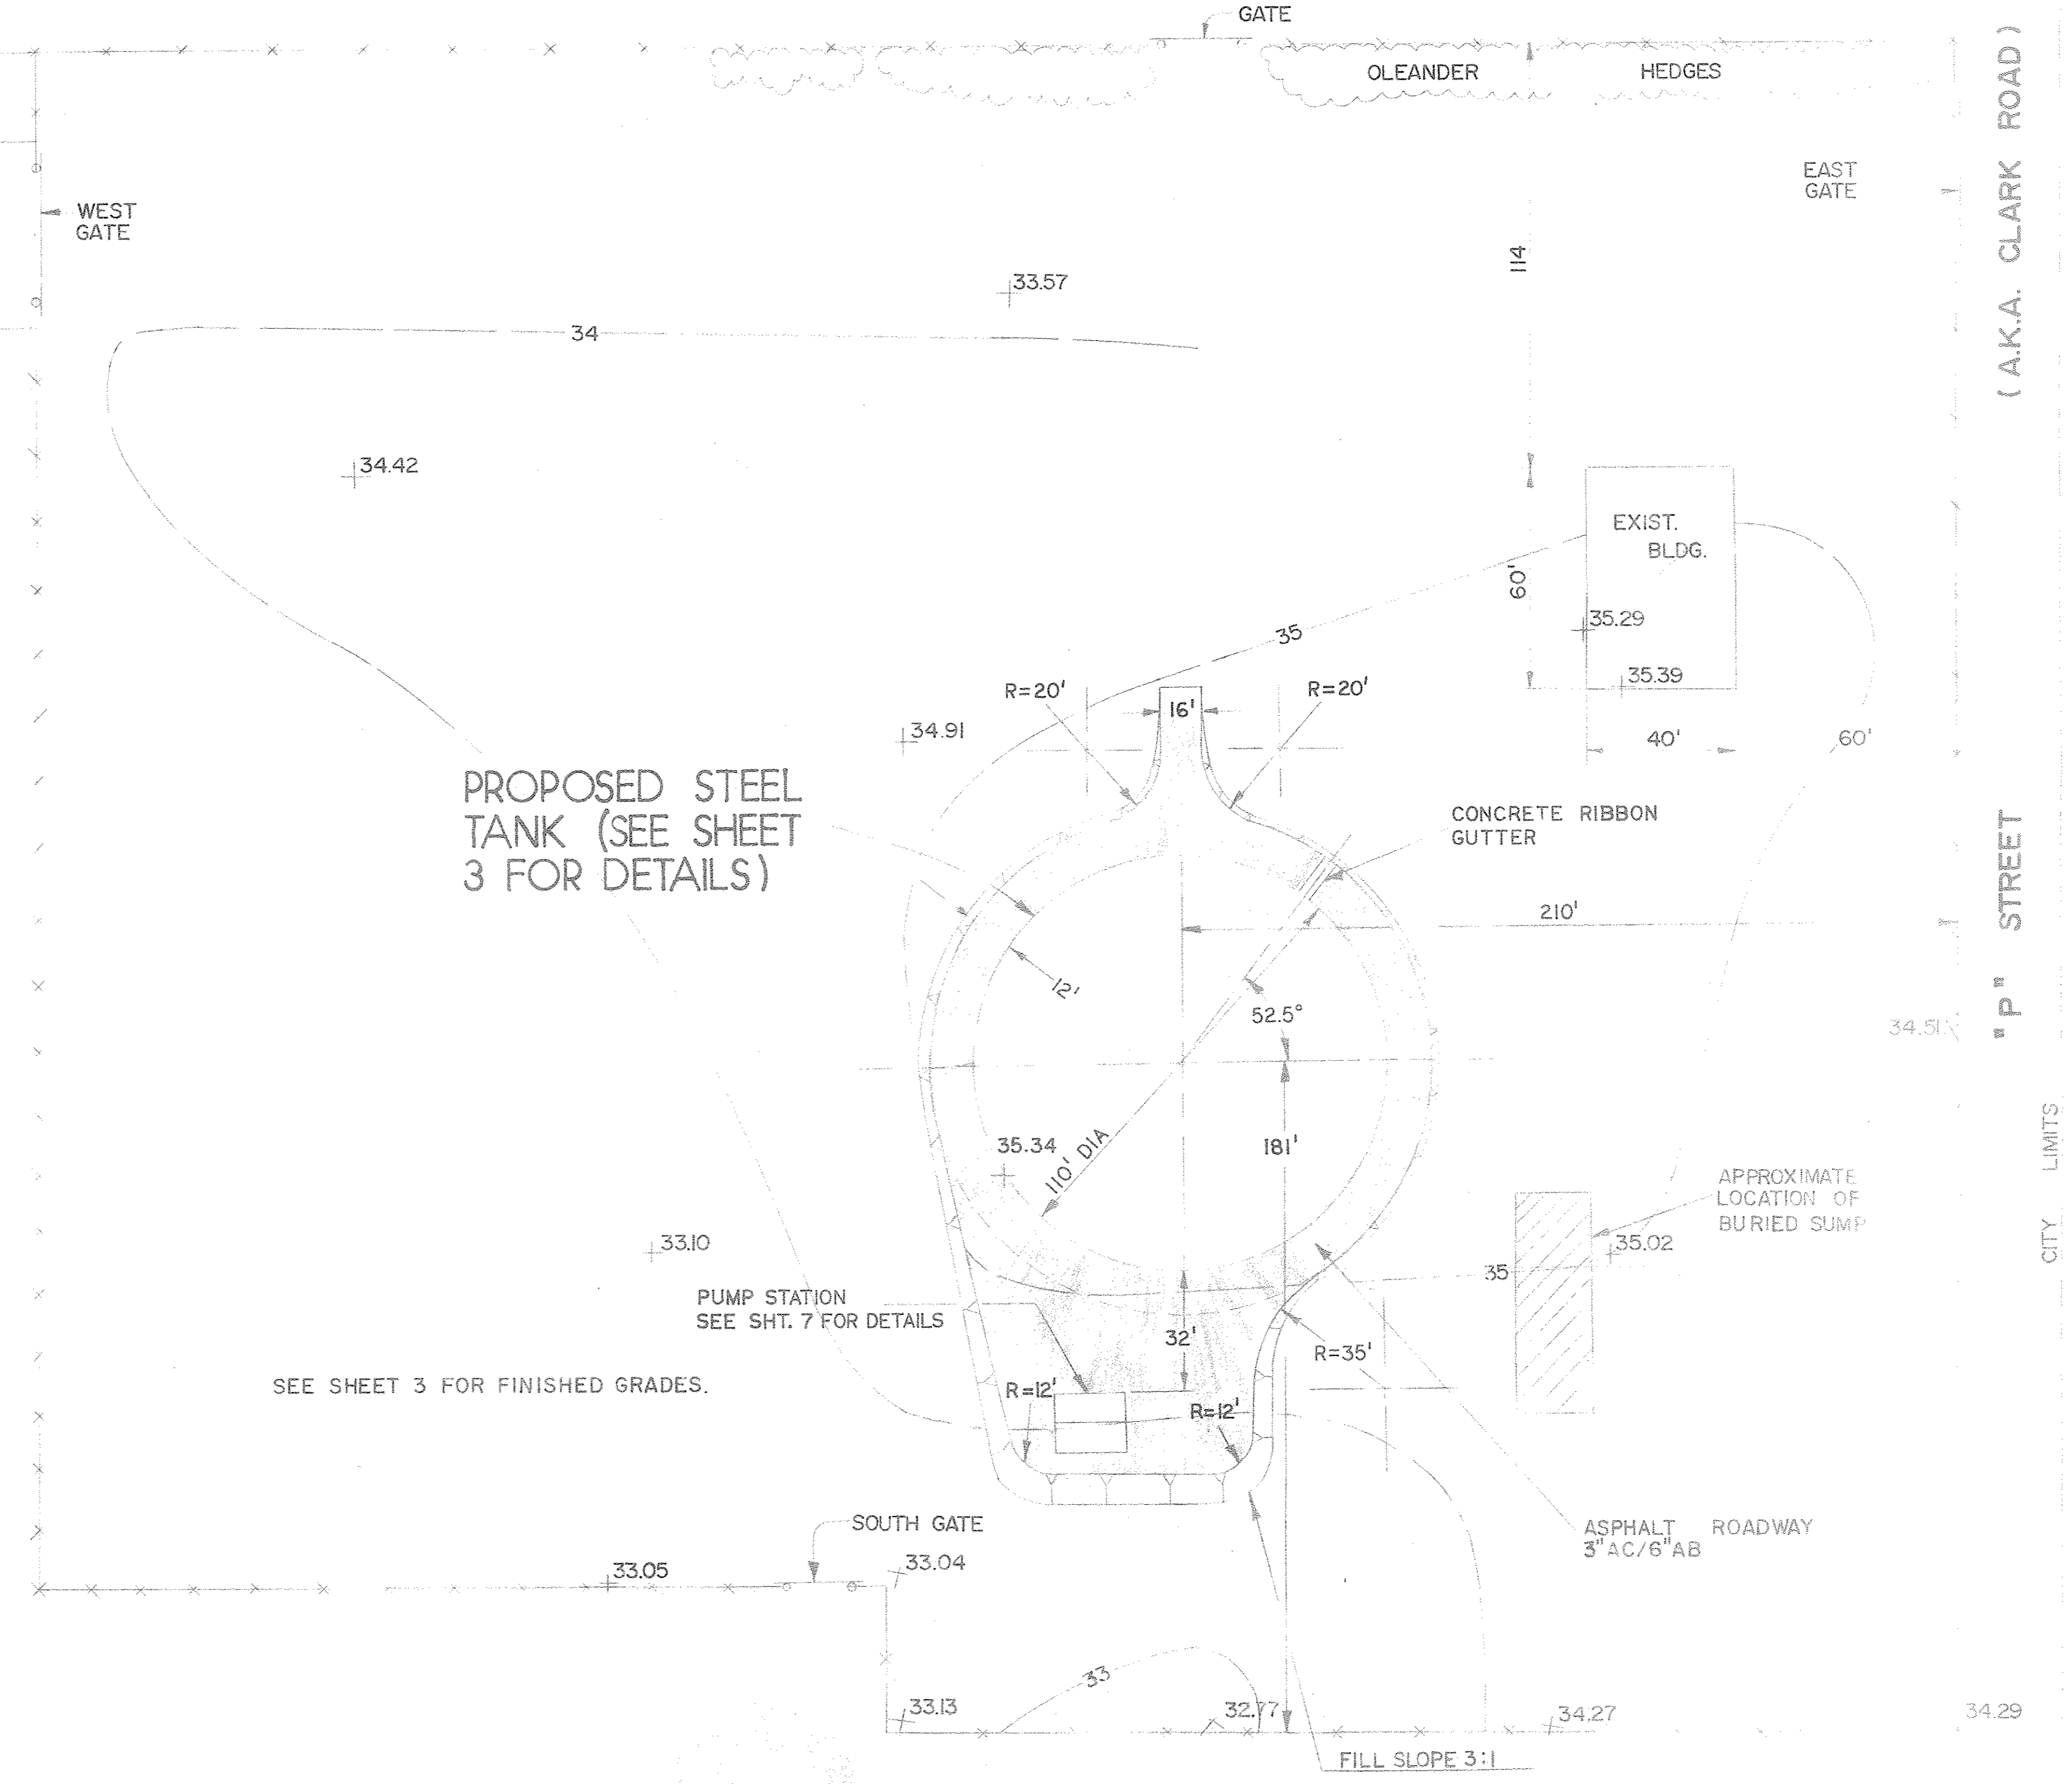 GATE
OLEANDER HEDGES
( A.K.A. CLARK ROAD )
EAST
GATE
WEST
GATE
114
33.57
34
34.42
EXIST.
BLDG.
60'
35.29
35
35.39
R=20'
R=20'
16'
34.91
40'
60'
PROPOSED STEEL
TANK (SEE SHEET
3 FOR DETAILS)
CONCRETE RIBBON
GUTTER
"P" STREET
210'
12'
52.5°
34.51
181'
35.34
110' DIA
CITY LIMITS
APPROXIMATE
LOCATION OF
BURIED SUMP
33.10
35.02
35
PUMP STATION
SEE SHT. 7 FOR DETAILS
32'
R=35'
SEE SHEET 3 FOR FINISHED GRADES.
R=12'
R=12'
SOUTH GATE
ASPHALT ROADWAY
3"AC/6"AB
33.05
33.04
33
33.13
32.77
34.27
34.29
FILL SLOPE 3:1